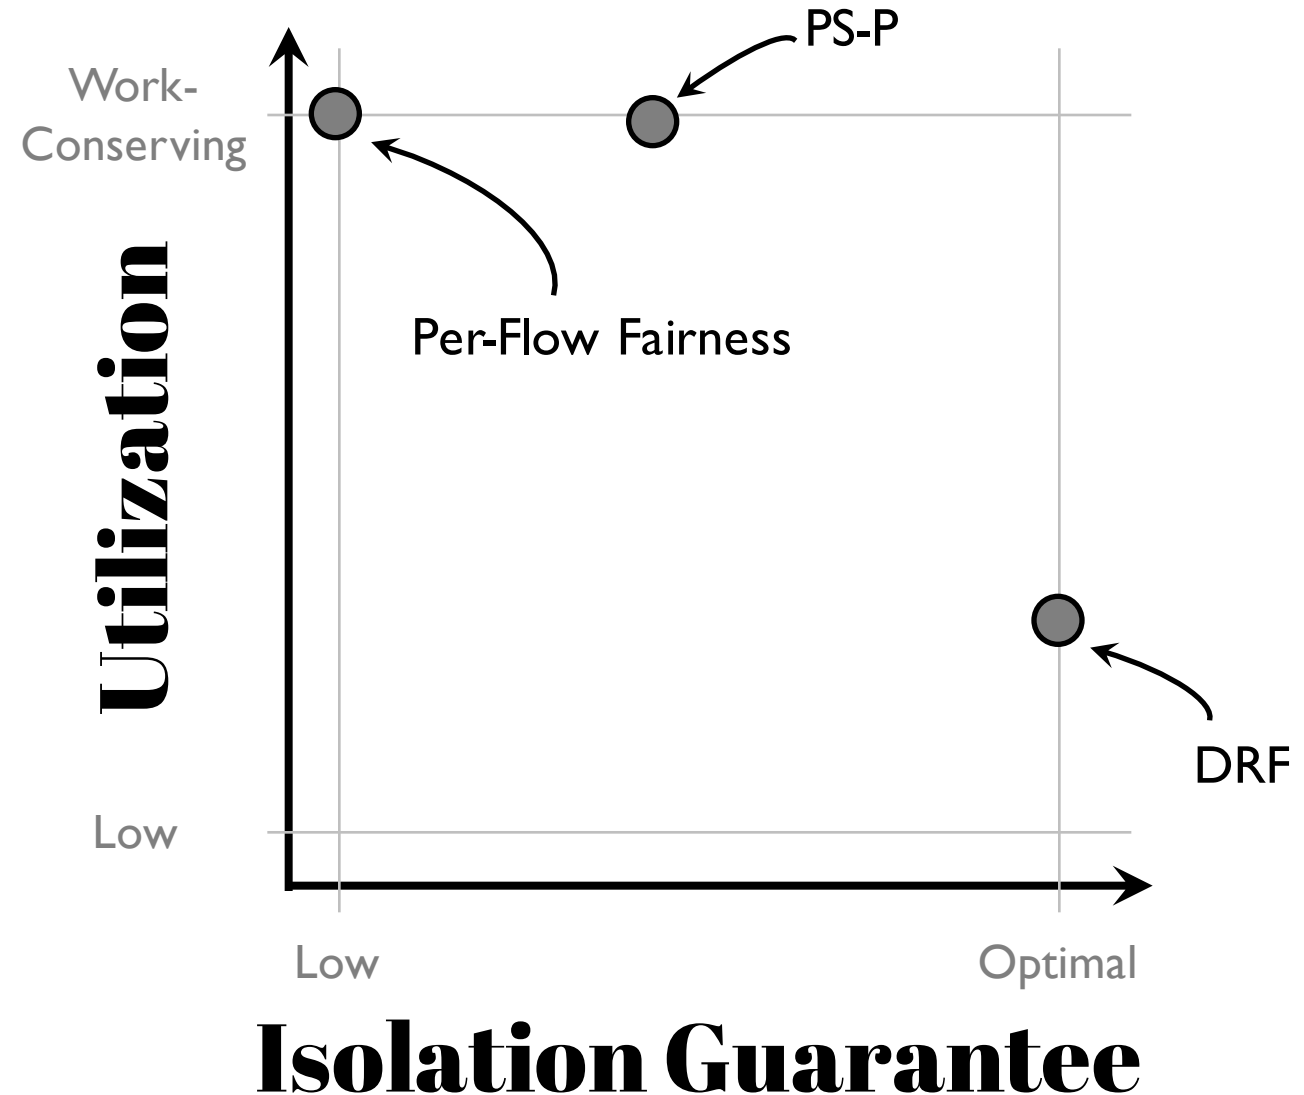 PS-P
Work-
Conserving
Per-Flow Fairness
Utilization
DRF
Low
Low
Optimal
Isolation Guarantee